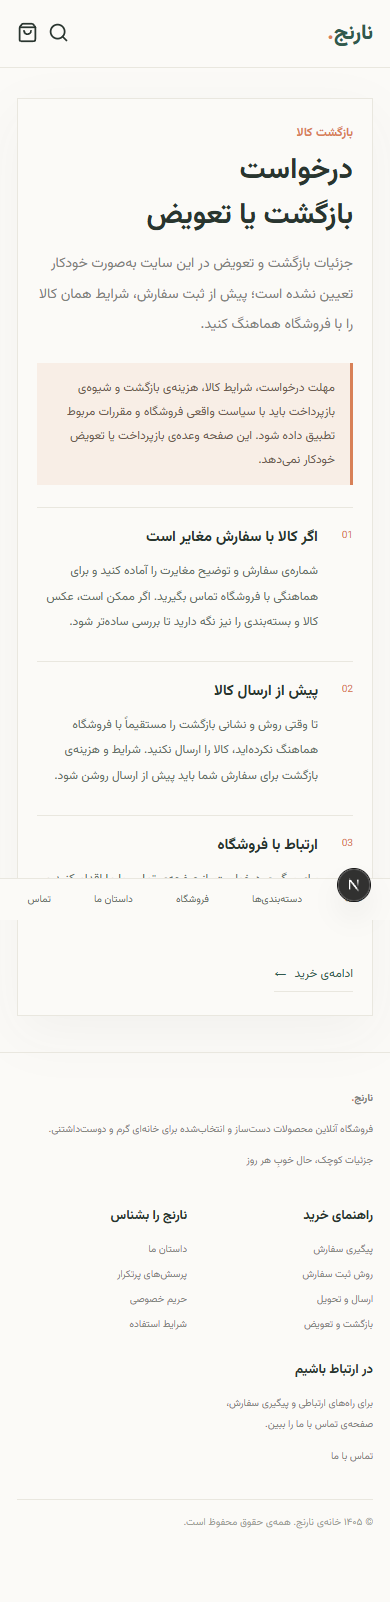 نارنج.
بازگشت کالا
درخواست
بازگشت یا تعویض
جزئیات بازگشت و تعویض در این سایت به‌صورت خودکار
تعیین نشده است؛ پیش از ثبت سفارش، شرایط همان کالا
را با فروشگاه هماهنگ کنید.
مهلت درخواست، شرایط کالا، هزینه‌ی بازگشت و شیوه‌ی
بازپرداخت باید با سیاست واقعی فروشگاه و مقررات مربوط
تطبیق داده شود. این صفحه وعده‌ی بازپرداخت یا تعویض
خودکار نمی‌دهد.
01
اگر کالا با سفارش مغایر است
شماره‌ی سفارش و توضیح مغایرت را آماده کنید و برای
هماهنگی با فروشگاه تماس بگیرید. اگر ممکن است، عکس
کالا و بسته‌بندی را نیز نگه دارید تا بررسی ساده‌تر شود.
02
پیش از ارسال کالا
تا وقتی روش و نشانی بازگشت را مستقیماً با فروشگاه
هماهنگ نکرده‌اید، کالا را ارسال نکنید. شرایط و هزینه‌ی
بازگشت برای سفارش شما باید پیش از ارسال روشن شود.
03
ارتباط با فروشگاه
N
دسته‌بندی‌ها
فروشگاه
داستان ما
تماس
ادامه‌ی خرید ←
نارنج.
فروشگاه آنلاین محصولات دست‌ساز و انتخاب‌شده برای خانه‌ای گرم و دوست‌داشتنی.
جزئیات کوچک، حال خوب هر روز
راهنمای خرید
پیگیری سفارش
روش ثبت سفارش
ارسال و تحویل
بازگشت و تعویض
نارنج را بشناس
داستان ما
پرسش‌های پرتکرار
حریم خصوصی
شرایط استفاده
در ارتباط باشیم
برای راه‌های ارتباطی و پیگیری سفارش،
صفحه‌ی تماس با ما را ببین.
تماس با ما
© ۱۴۰۵ خانه‌ی نارنج. همه‌ی حقوق محفوظ است.